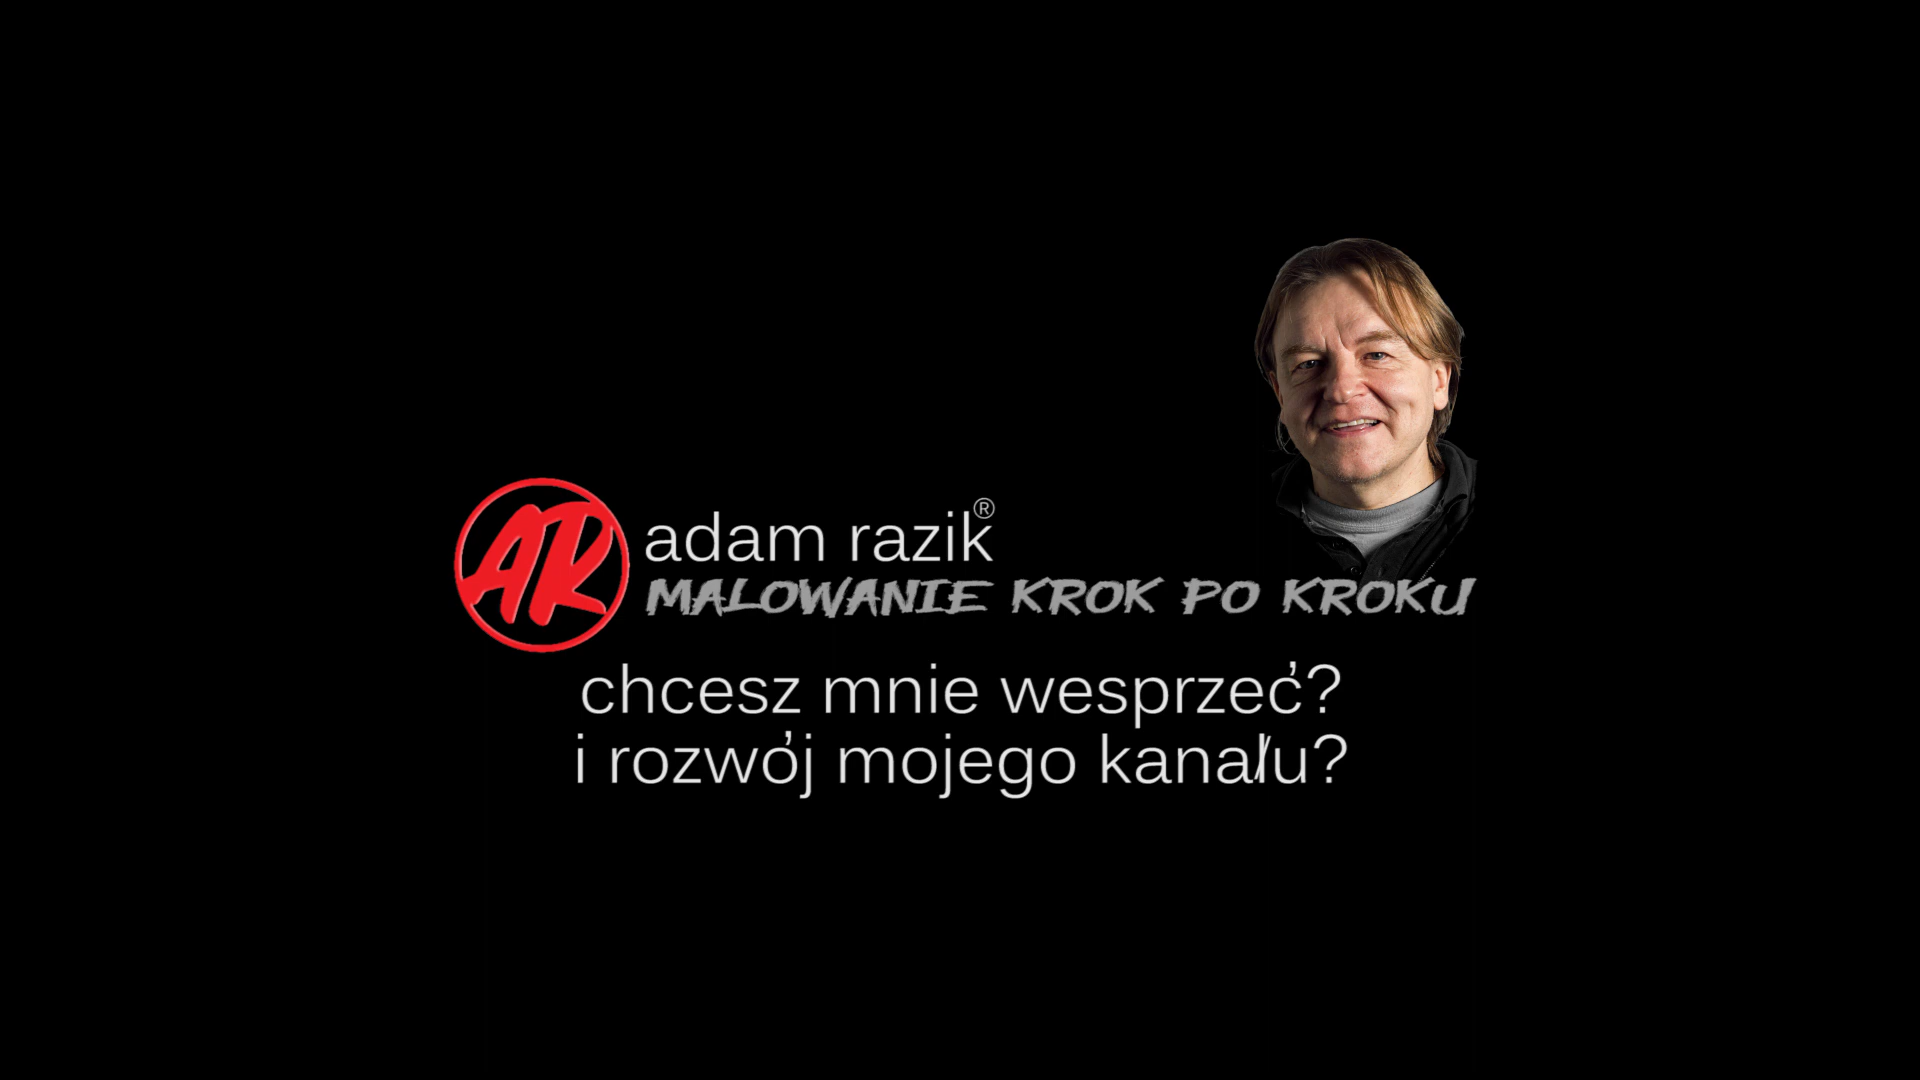 AR
adam razik®
MALOWANIE KROK PO KROKU
chcesz mnie wesprzeć?
i rozwój mojego kanału?